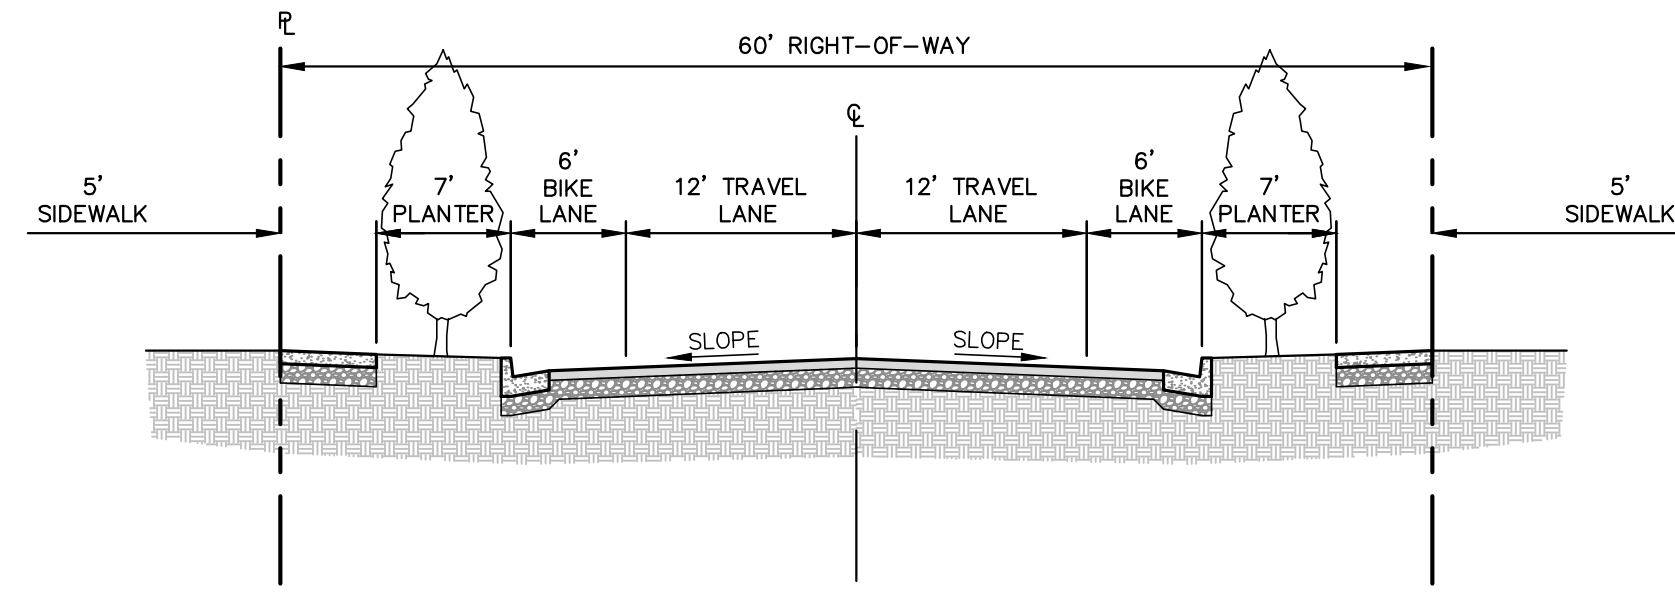 PL
60' RIGHT-OF-WAY
CL
5'
SIDEWALK
7'
PLANTER
6'
BIKE
LANE
12' TRAVEL
LANE
12' TRAVEL
LANE
6'
BIKE
LANE
7'
PLANTER
5'
SIDEWALK
SLOPE
SLOPE